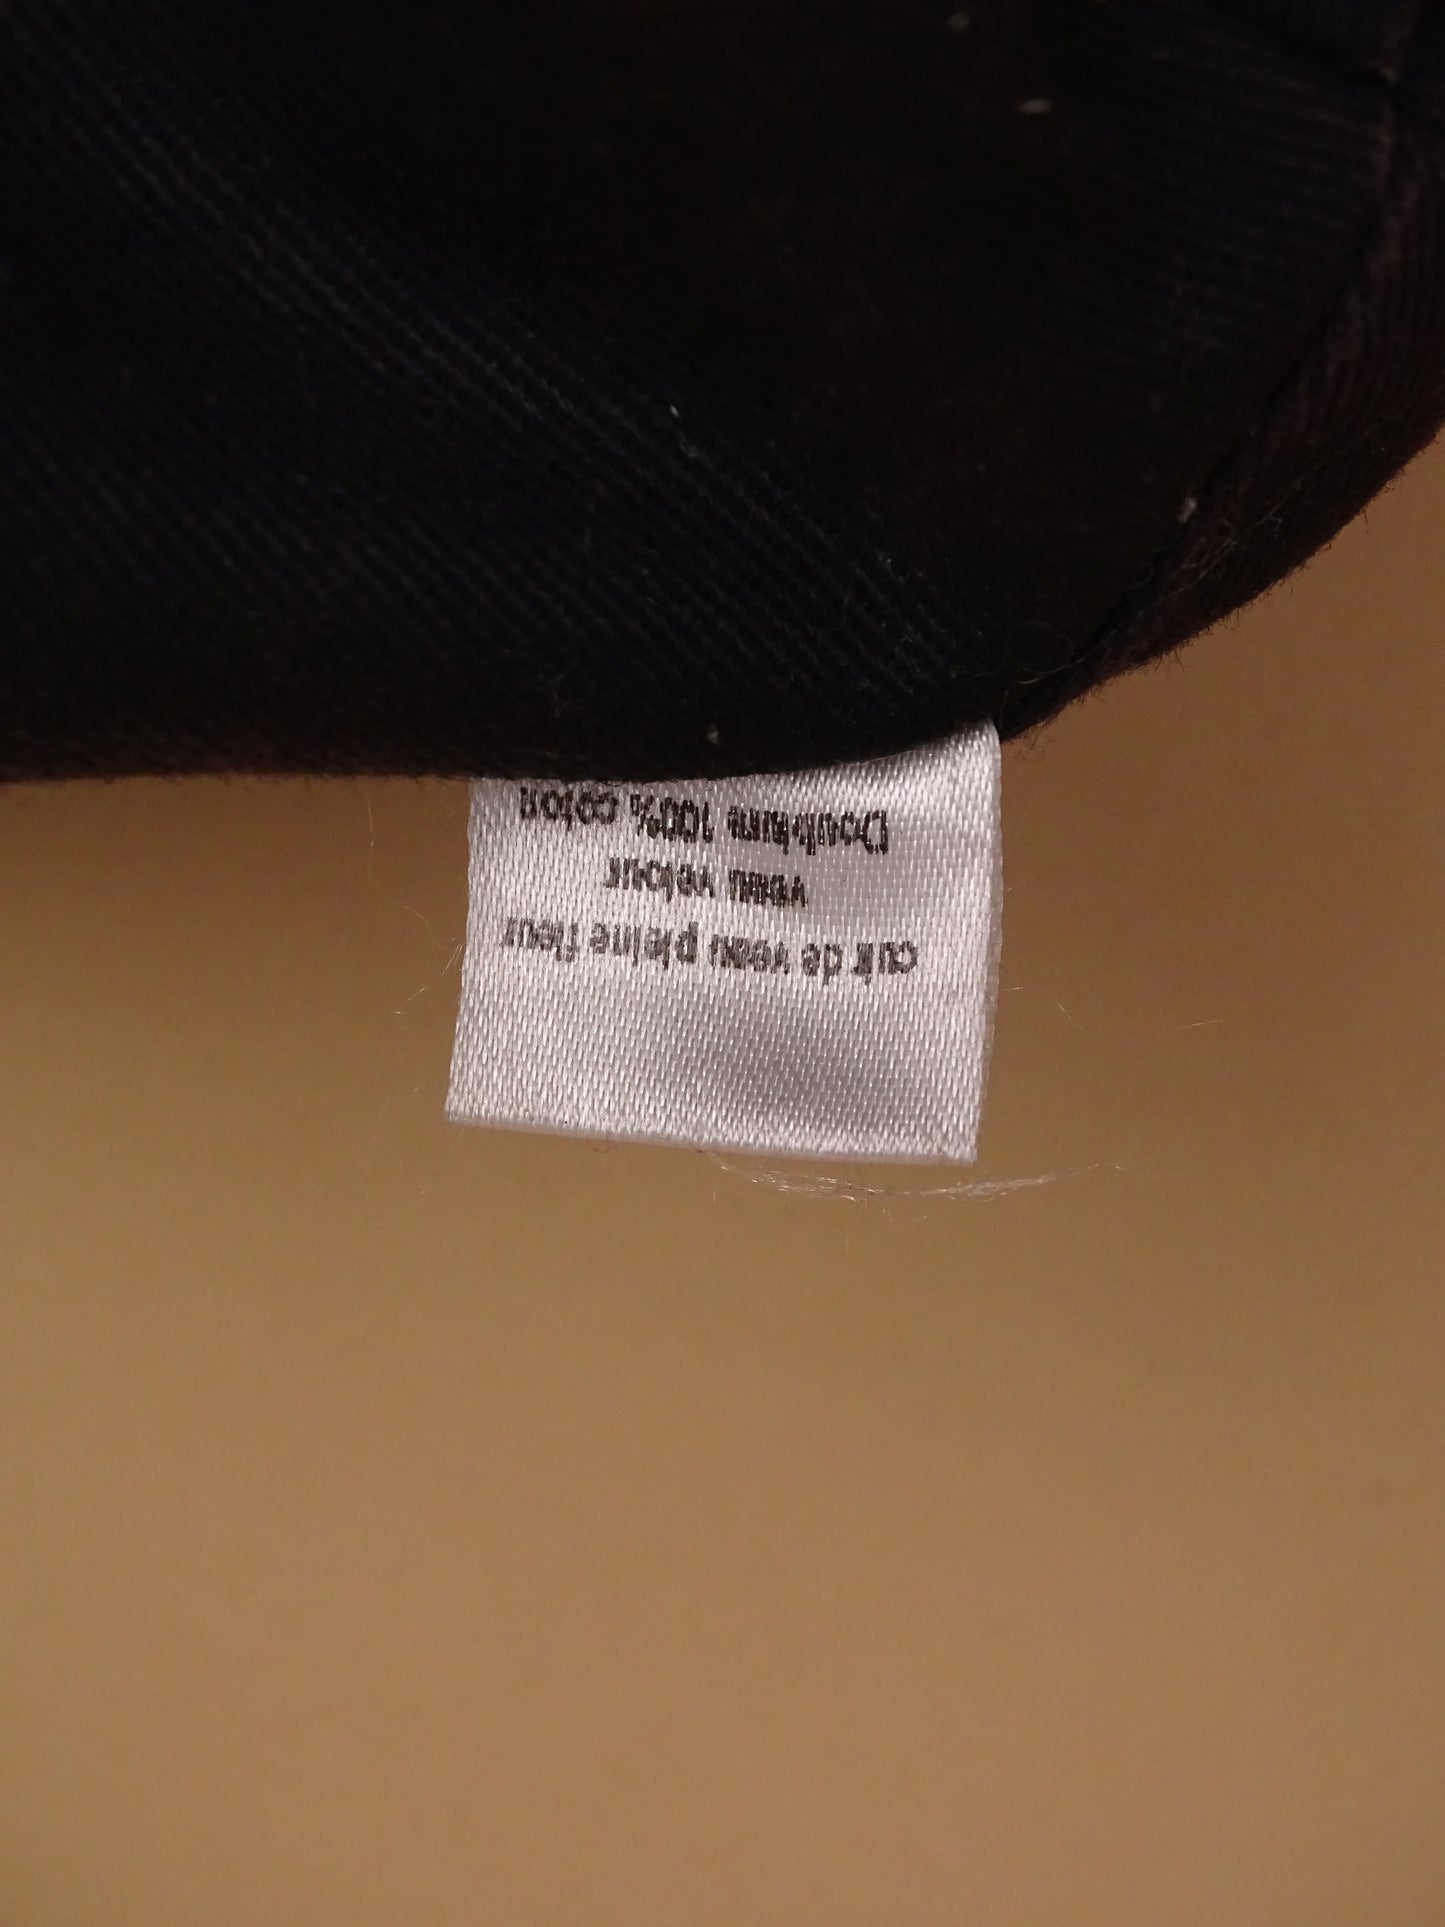 cuir de veau pleine fleur
veau velour
Doublure 100% coton